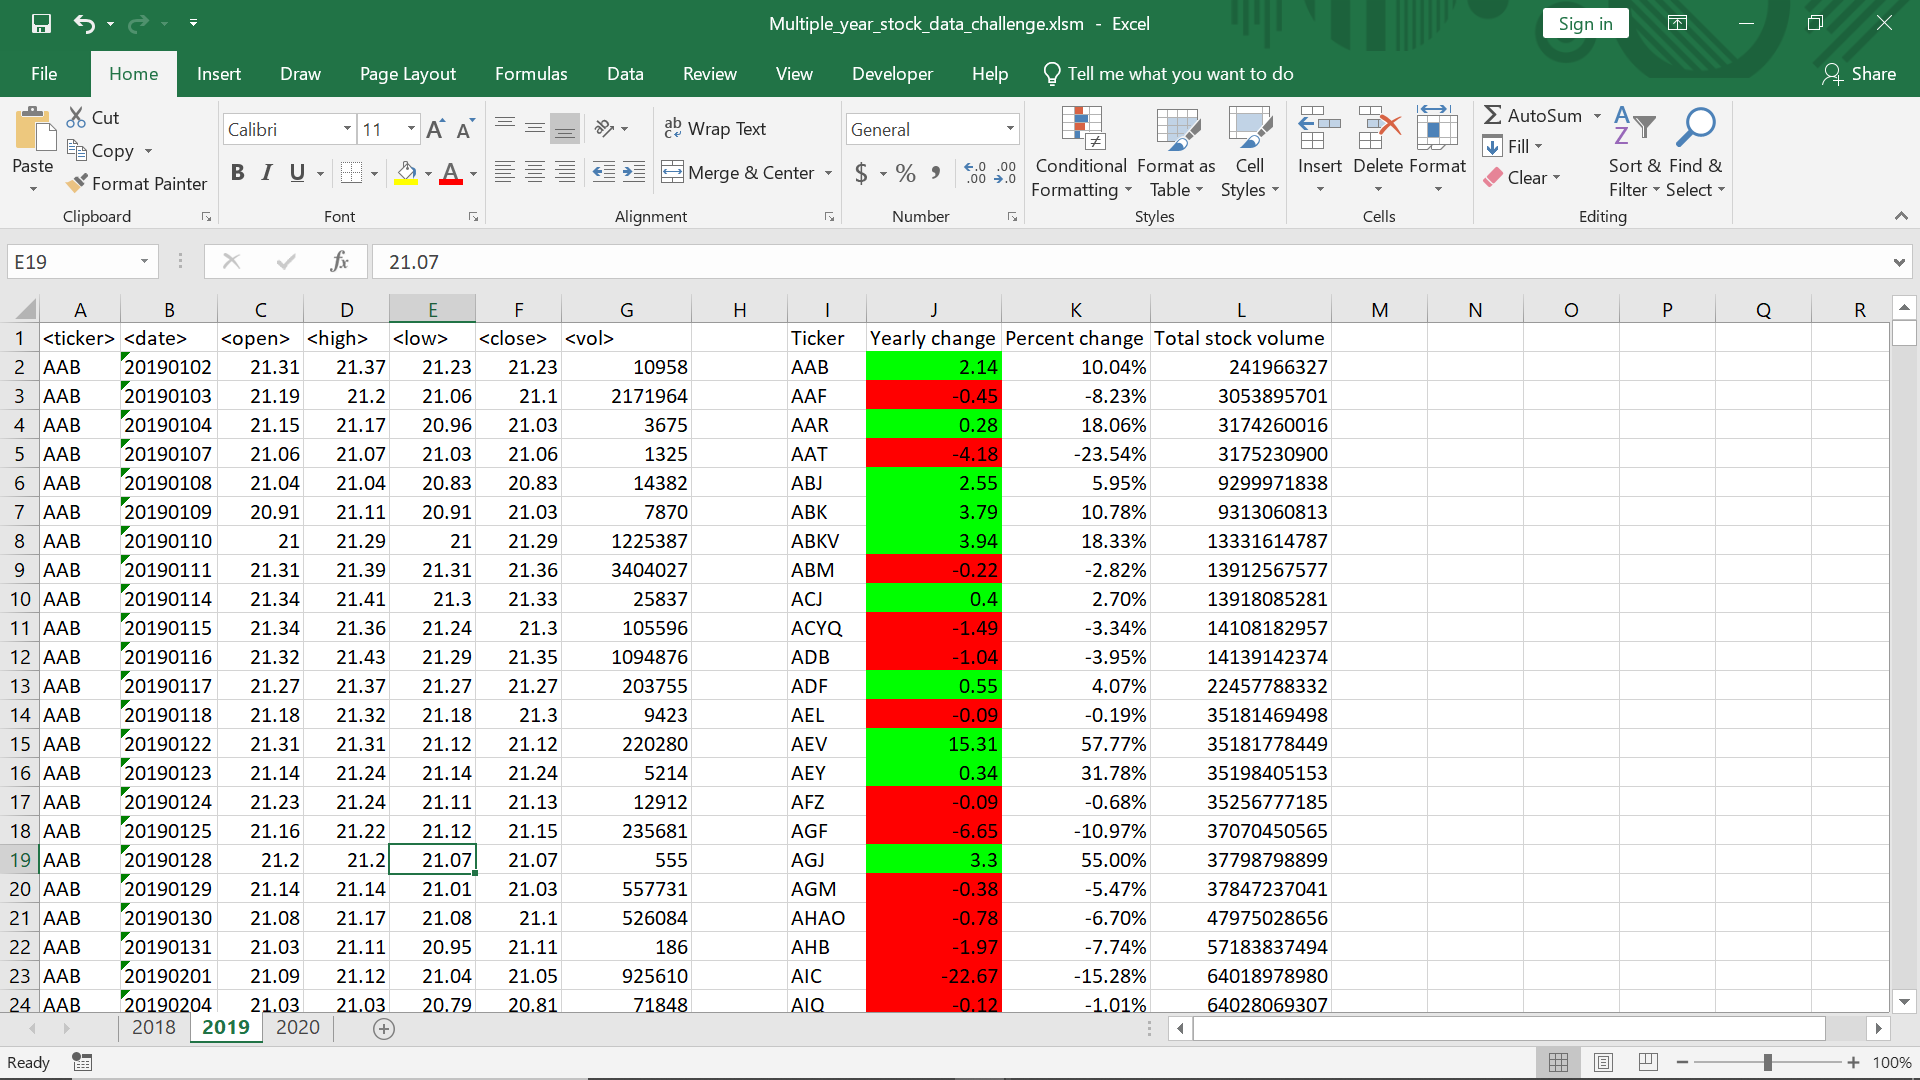 Multiple_year_stock_data_challenge.xlsm - Excel
Sign in
File Home Insert Draw Page Layout Formulas Data Review View Developer Help Tell me what you want to do Share
Paste Cut Copy Format Painter
Clipboard
Calibri 11 A A B I U A
Font
ab Wrap Text
Merge & Center
Alignment
General
$ % , .0 .00 .00 .0
Number
Conditional Formatting Format as Table Cell Styles
Styles
Insert Delete Format
Cells
AutoSum Fill Clear Sort & Filter Find & Select
Editing
E19 fx 21.07
A B C D E F G H I J K L M N O P Q R
1 <ticker> <date> <open> <high> <low> <close> <vol> Ticker Yearly change Percent change Total stock volume
2 AAB 20190102 21.31 21.37 21.23 21.23 10958 AAB 2.14 10.04% 241966327
3 AAB 20190103 21.19 21.2 21.06 21.1 2171964 AAF -0.45 -8.23% 3053895701
4 AAB 20190104 21.15 21.17 20.96 21.03 3675 AAR 0.28 18.06% 3174260016
5 AAB 20190107 21.06 21.07 21.03 21.06 1325 AAT -4.18 -23.54% 3175230900
6 AAB 20190108 21.04 21.04 20.83 20.83 14382 ABJ 2.55 5.95% 9299971838
7 AAB 20190109 20.91 21.11 20.91 21.03 7870 ABK 3.79 10.78% 9313060813
8 AAB 20190110 21 21.29 21 21.29 1225387 ABKV 3.94 18.33% 13331614787
9 AAB 20190111 21.31 21.39 21.31 21.36 3404027 ABM -0.22 -2.82% 13912567577
10 AAB 20190114 21.34 21.41 21.3 21.33 25837 ACJ 0.4 2.70% 13918085281
11 AAB 20190115 21.34 21.36 21.24 21.3 105596 ACYQ -1.49 -3.34% 14108182957
12 AAB 20190116 21.32 21.43 21.29 21.35 1094876 ADB -1.04 -3.95% 14139142374
13 AAB 20190117 21.27 21.37 21.27 21.27 203755 ADF 0.55 4.07% 22457788332
14 AAB 20190118 21.18 21.32 21.18 21.3 9423 AEL -0.09 -0.19% 35181469498
15 AAB 20190122 21.31 21.31 21.12 21.12 220280 AEV 15.31 57.77% 35181778449
16 AAB 20190123 21.14 21.24 21.14 21.24 5214 AEY 0.34 31.78% 35198405153
17 AAB 20190124 21.23 21.24 21.11 21.13 12912 AFZ -0.09 -0.68% 35256777185
18 AAB 20190125 21.16 21.22 21.12 21.15 235681 AGF -6.65 -10.97% 37070450565
19 AAB 20190128 21.2 21.2 21.07 21.07 555 AGJ 3.3 55.00% 37798798899
20 AAB 20190129 21.14 21.14 21.01 21.03 557731 AGM -0.38 -5.47% 37847237041
21 AAB 20190130 21.08 21.17 21.08 21.1 526084 AHAO -0.78 -6.70% 47975028656
22 AAB 20190131 21.03 21.11 20.95 21.11 186 AHB -1.97 -7.74% 57183837494
23 AAB 20190201 21.09 21.12 21.04 21.05 925610 AIC -22.67 -15.28% 64018978980
24 AAB 20190204 21.03 21.03 20.79 20.81 71848 AIQ -0.12 -1.01% 64028069307
2018 2019 2020
Ready 100%